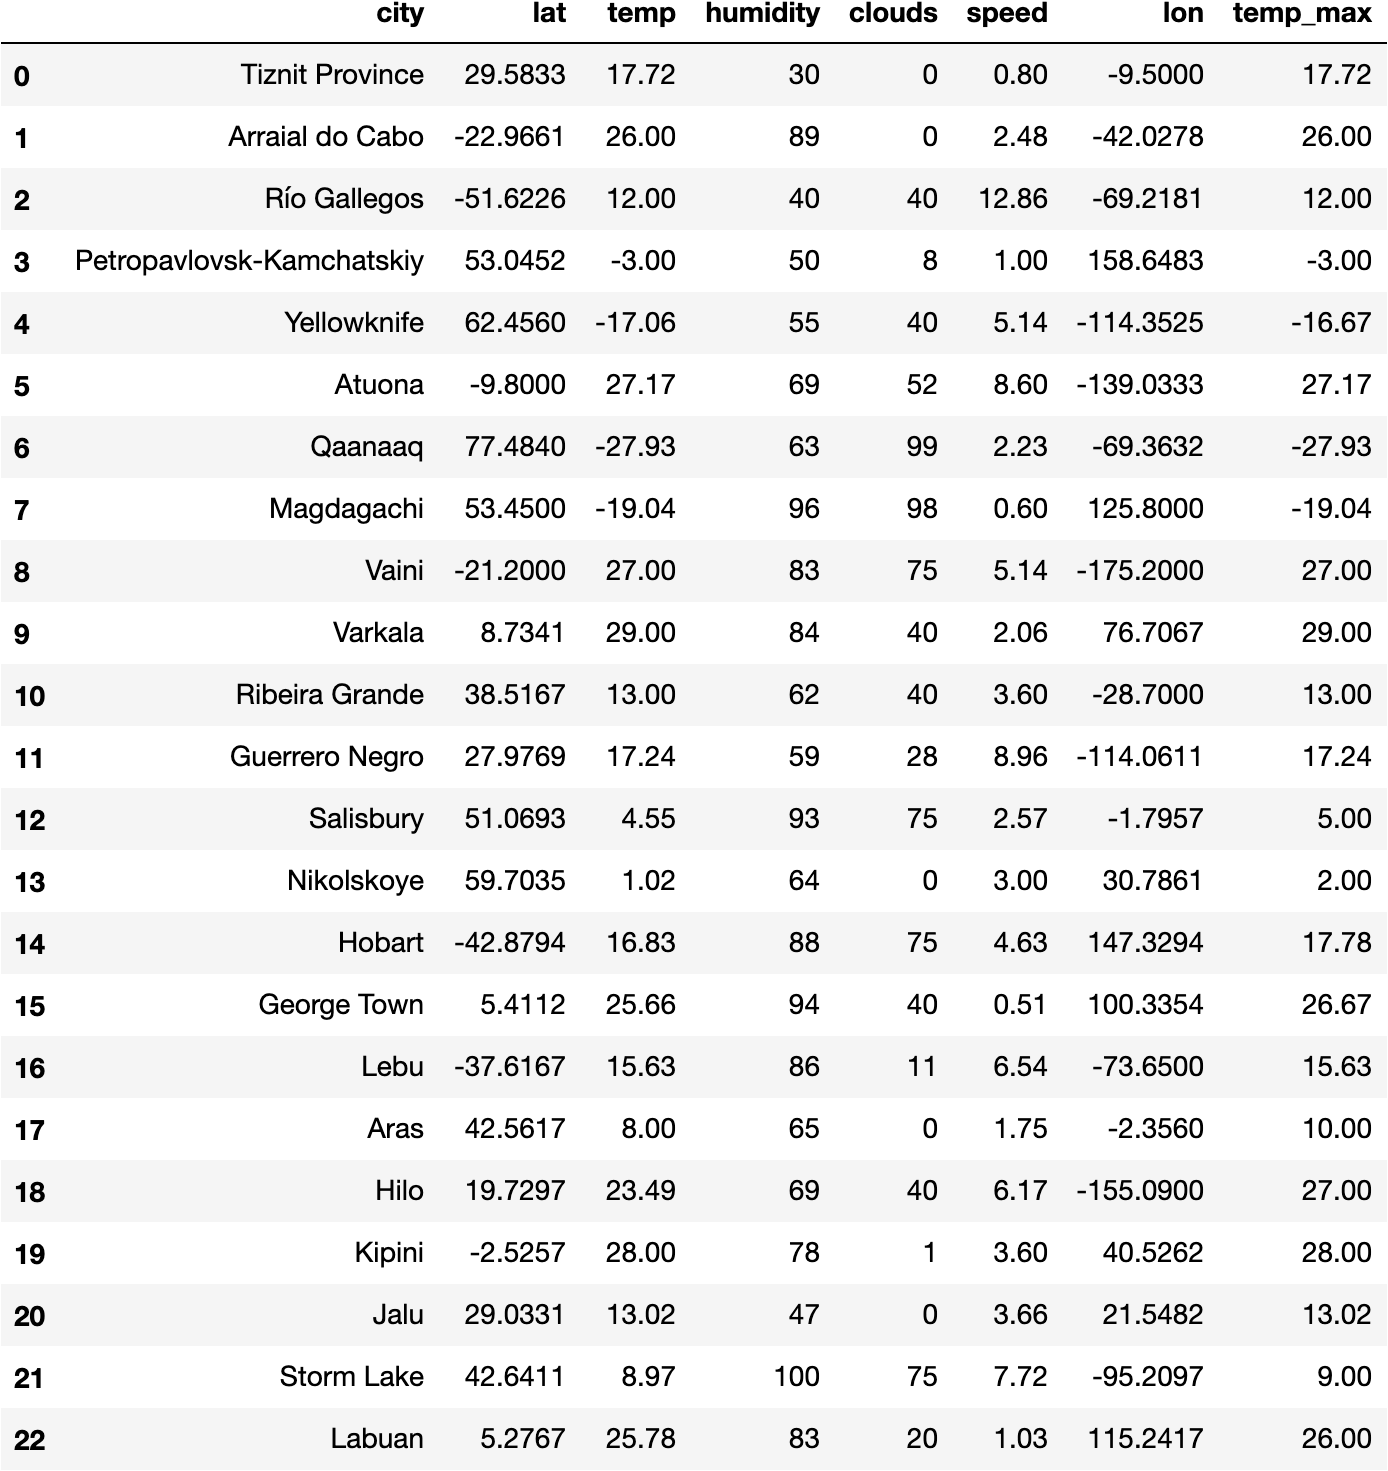 city lat temp humidity clouds speed lon temp_max
0 Tiznit Province 29.5833 17.72 30 0 0.80 -9.5000 17.72
1 Arraial do Cabo -22.9661 26.00 89 0 2.48 -42.0278 26.00
2 Río Gallegos -51.6226 12.00 40 40 12.86 -69.2181 12.00
3 Petropavlovsk-Kamchatskiy 53.0452 -3.00 50 8 1.00 158.6483 -3.00
4 Yellowknife 62.4560 -17.06 55 40 5.14 -114.3525 -16.67
5 Atuona -9.8000 27.17 69 52 8.60 -139.0333 27.17
6 Qaanaaq 77.4840 -27.93 63 99 2.23 -69.3632 -27.93
7 Magdagachi 53.4500 -19.04 96 98 0.60 125.8000 -19.04
8 Vaini -21.2000 27.00 83 75 5.14 -175.2000 27.00
9 Varkala 8.7341 29.00 84 40 2.06 76.7067 29.00
10 Ribeira Grande 38.5167 13.00 62 40 3.60 -28.7000 13.00
11 Guerrero Negro 27.9769 17.24 59 28 8.96 -114.0611 17.24
12 Salisbury 51.0693 4.55 93 75 2.57 -1.7957 5.00
13 Nikolskoye 59.7035 1.02 64 0 3.00 30.7861 2.00
14 Hobart -42.8794 16.83 88 75 4.63 147.3294 17.78
15 George Town 5.4112 25.66 94 40 0.51 100.3354 26.67
16 Lebu -37.6167 15.63 86 11 6.54 -73.6500 15.63
17 Aras 42.5617 8.00 65 0 1.75 -2.3560 10.00
18 Hilo 19.7297 23.49 69 40 6.17 -155.0900 27.00
19 Kipini -2.5257 28.00 78 1 3.60 40.5262 28.00
20 Jalu 29.0331 13.02 47 0 3.66 21.5482 13.02
21 Storm Lake 42.6411 8.97 100 75 7.72 -95.2097 9.00
22 Labuan 5.2767 25.78 83 20 1.03 115.2417 26.00